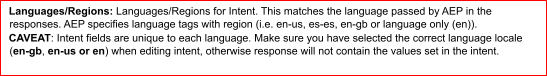 Languages/Regions: Languages/Regions for Intent. This matches the language passed by AEP in the
responses. AEP specifies language tags with region (i.e. en-us, es-es, en-gb or language only (en)).
CAVEAT: Intent fields are unique to each language. Make sure you have selected the correct language locale
(en-gb, en-us or en) when editing intent, otherwise response will not contain the values set in the intent.